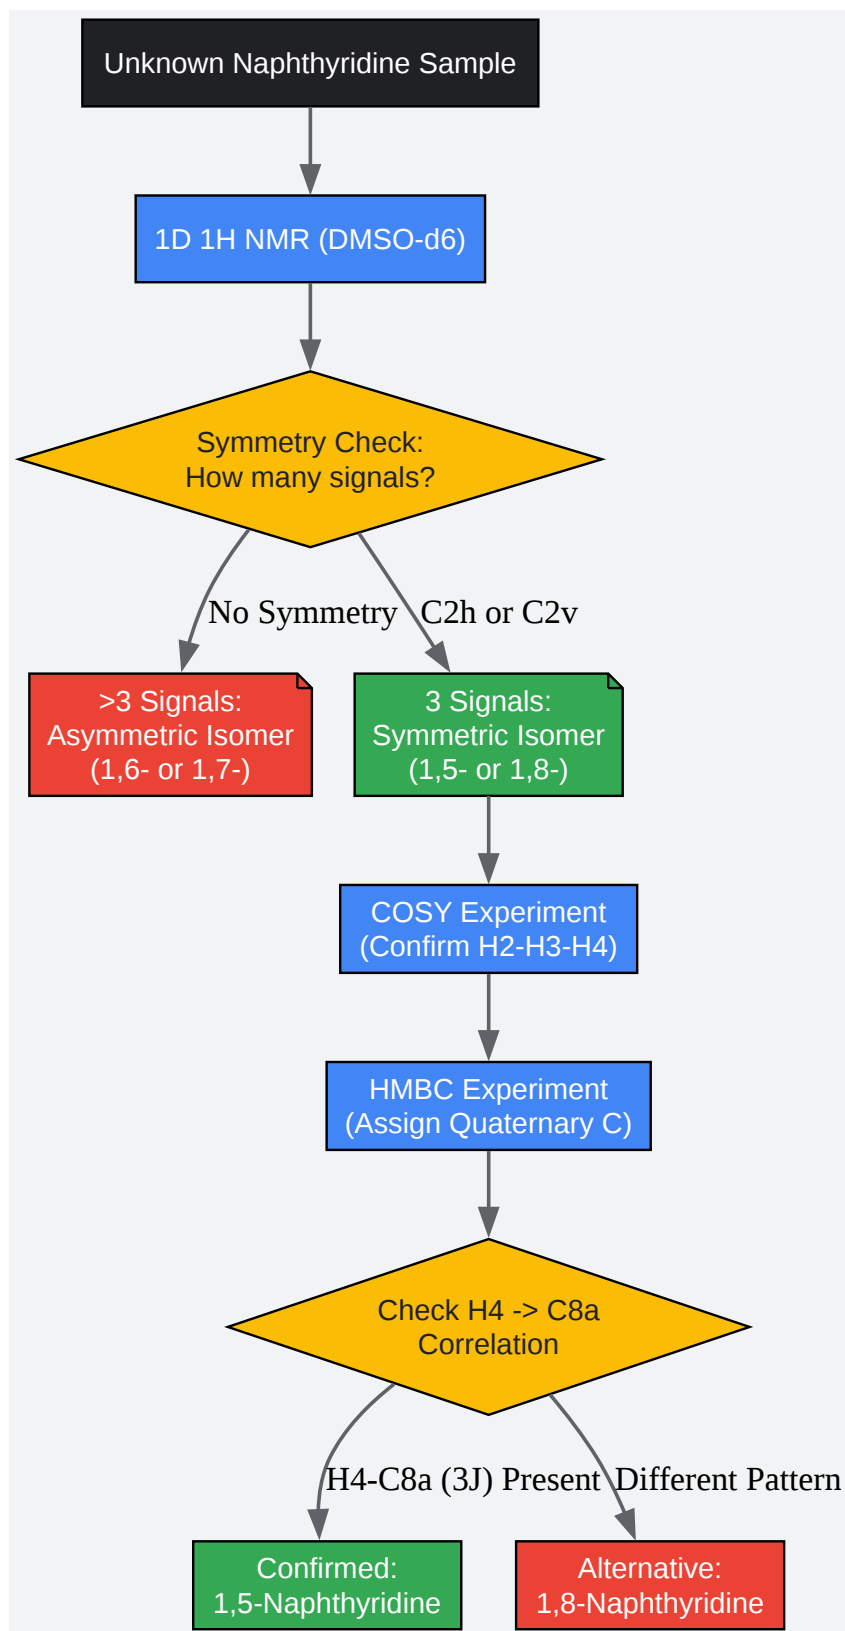 Unknown Naphthyridine Sample
1D 1H NMR (DMSO-d6)
Symmetry Check:
How many signals?
No Symmetry
C2h or C2v
>3 Signals:
Asymmetric Isomer
(1,6- or 1,7-)
3 Signals:
Symmetric Isomer
(1,5- or 1,8-)
COSY Experiment
(Confirm H2-H3-H4)
HMBC Experiment
(Assign Quaternary C)
Check H4 -> C8a
Correlation
H4-C8a (3J) Present
Different Pattern
Confirmed:
1,5-Naphthyridine
Alternative:
1,8-Naphthyridine